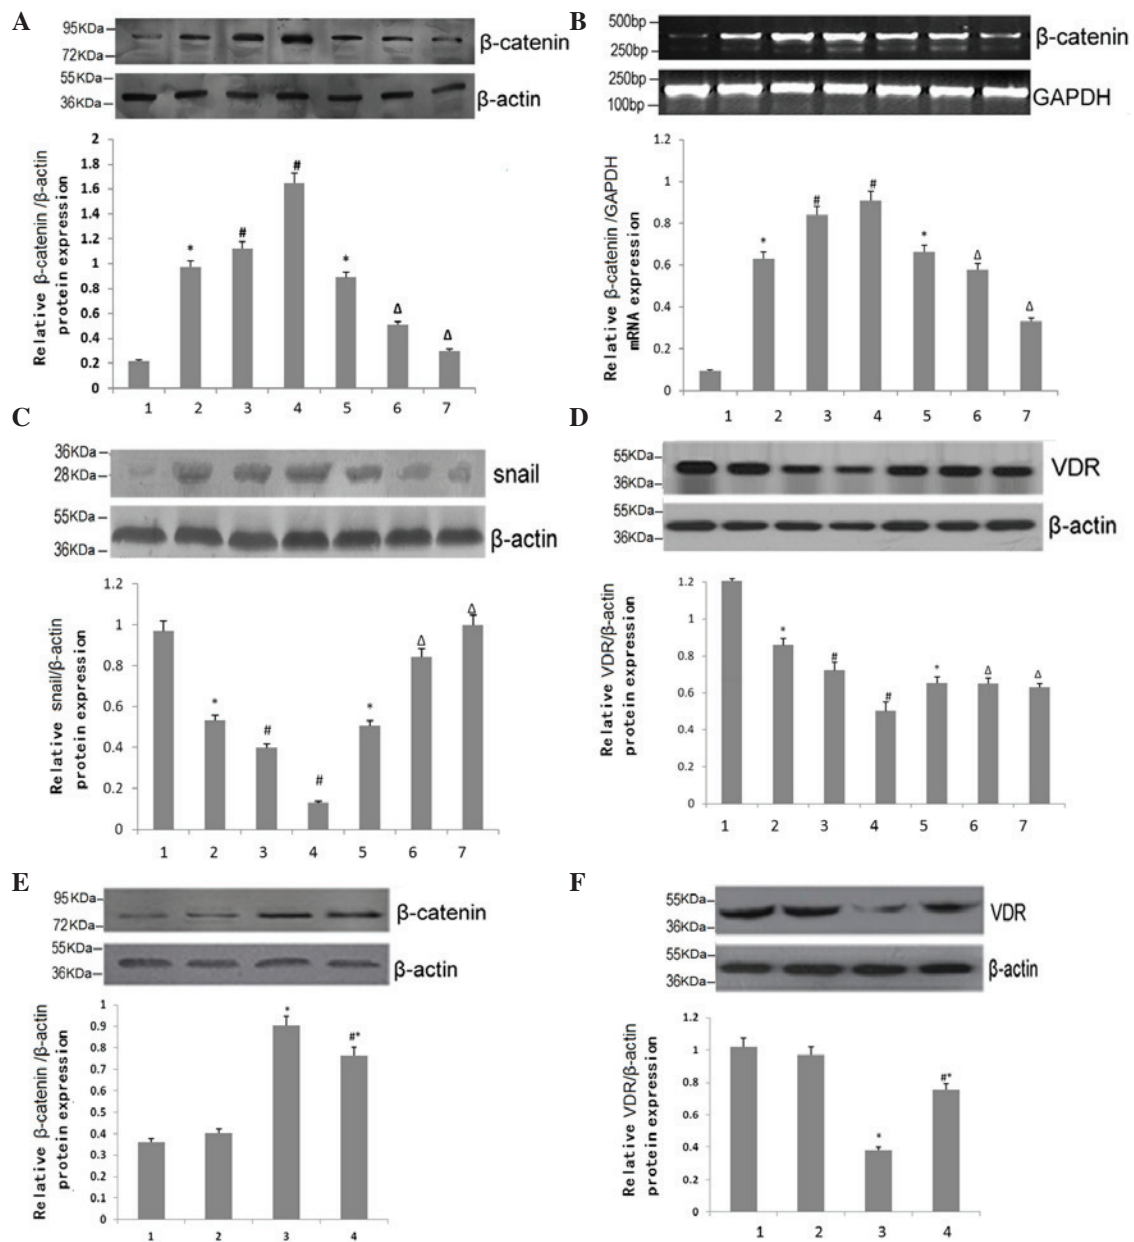 A
95KDa
72KDa
β-catenin
55KDa
36KDa
β-actin
Relative β-catenin /β-actin
protein expression
2
1.8
1.6
1.4
1.2
1
0.8
0.6
0.4
0.2
0
* # # * Δ Δ
1 2 3 4 5 6 7
B
500bp
250bp
β-catenin
250bp
100bp
GAPDH
Relative β-catenin /GAPDH
mRNA expression
1.2
1
0.8
0.6
0.4
0.2
0
* # # * Δ Δ
1 2 3 4 5 6 7
C
36KDa
28KDa
snail
55KDa
36KDa
β-actin
Relative snail/β-actin
protein expression
1.2
1
0.8
0.6
0.4
0.2
0
* # # * Δ Δ
1 2 3 4 5 6 7
D
55KDa
36KDa
VDR
55KDa
36KDa
β-actin
Relative VDR/β-actin
protein expression
1.2
1
0.8
0.6
0.4
0.2
0
* # # * Δ Δ
1 2 3 4 5 6 7
E
95KDa
72KDa
β-catenin
55KDa
36KDa
β-actin
Relative β-catenin /β-actin
protein expression
1
0.9
0.8
0.7
0.6
0.5
0.4
0.3
0.2
0.1
0
* #*
1 2 3 4
F
55KDa
36KDa
VDR
55KDa
36KDa
β-actin
Relative VDR/β-actin
protein expression
1.2
1
0.8
0.6
0.4
0.2
0
* #*
1 2 3 4